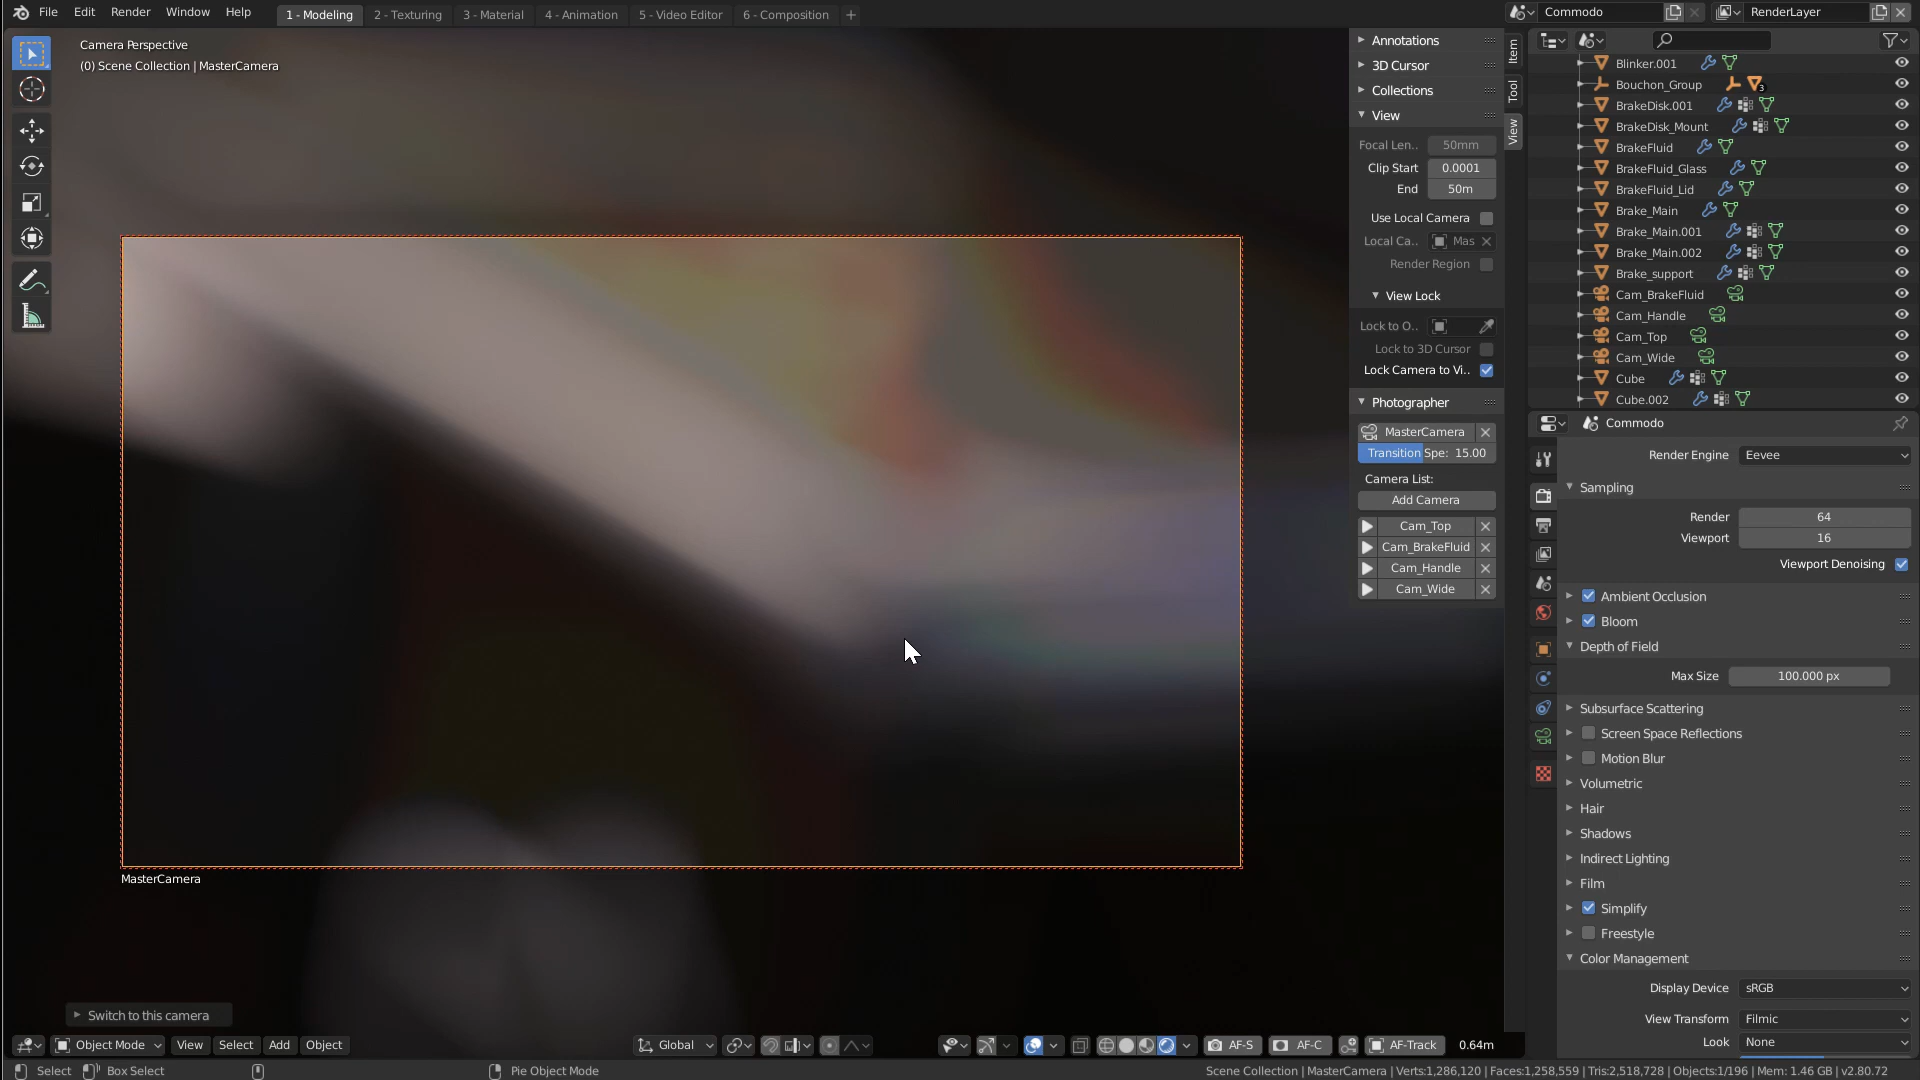 File Edit Render Window Help
1 - Modeling 2 - Texturing 3 - Material 4 - Animation 5 - Video Editor 6 - Composition
Commodo
RenderLayer
Camera Perspective
(0) Scene Collection | MasterCamera
Annotations
3D Cursor
Collections
View
Focal Len.. 50mm
Clip Start 0.0001
End 50m
Use Local Camera
Local Ca.. Mas
Render Region
View Lock
Lock to O..
Lock to 3D Cursor
Lock Camera to Vi..
Photographer
MasterCamera
Transition Spe: 15.00
Camera List:
Add Camera
Cam_Top
Cam_BrakeFluid
Cam_Handle
Cam_Wide
Item
Tool
View
Blinker.001
Bouchon_Group 3
BrakeDisk.001
BrakeDisk_Mount
BrakeFluid
BrakeFluid_Glass
BrakeFluid_Lid
Brake_Main
Brake_Main.001
Brake_Main.002
Brake_support
Cam_BrakeFluid
Cam_Handle
Cam_Top
Cam_Wide
Cube
Cube.002
Commodo
Render Engine Eevee
Sampling
Render 64
Viewport 16
Viewport Denoising
Ambient Occlusion
Bloom
Depth of Field
Max Size 100.000 px
Subsurface Scattering
Screen Space Reflections
Motion Blur
Volumetric
Hair
Shadows
Indirect Lighting
Film
Simplify
Freestyle
Color Management
Display Device sRGB
View Transform Filmic
Look None
MasterCamera
Switch to this camera
Object Mode View Select Add Object Global AF-S AF-C AF-Track 0.64m
Select Box Select Pie Object Mode
Scene Collection | MasterCamera | Verts:1,286,120 | Faces:1,258,559 | Tris:2,518,728 | Objects:1/196 | Mem: 1.46 GB | v2.80.72